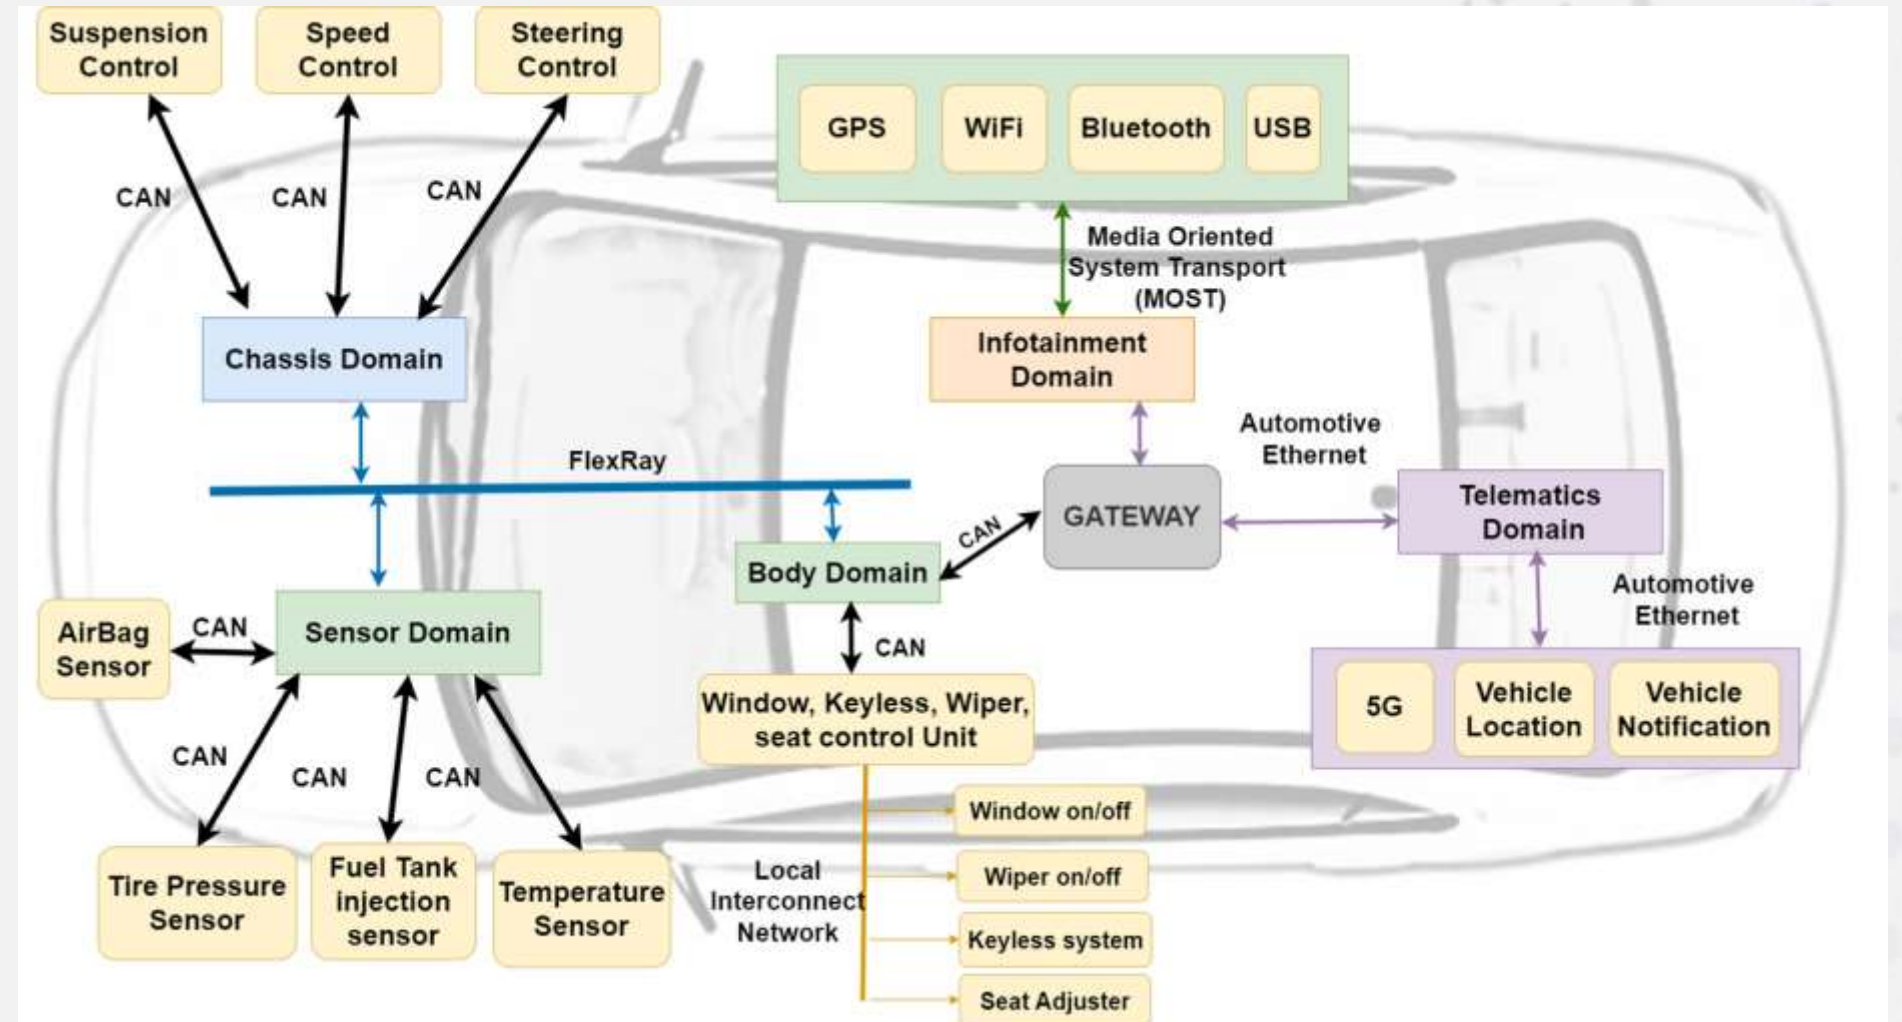 Suspension
Control
Speed
Control
Steering
Control
GPS
WiFi
Bluetooth
USB
CAN
CAN
CAN
Media Oriented
System Transport
(MOST)
Chassis Domain
Infotainment
Domain
FlexRay
Automotive
Ethernet
GATEWAY
Telematics
Domain
CAN
Body Domain
Automotive
Ethernet
AirBag
Sensor
CAN
Sensor Domain
CAN
Window, Keyless, Wiper,
seat control Unit
5G
Vehicle
Location
Vehicle
Notification
CAN
CAN
CAN
Tire Pressure
Sensor
Fuel Tank
injection
sensor
Temperature
Sensor
Local
Interconnect
Network
Window on/off
Wiper on/off
Keyless system
Seat Adjuster